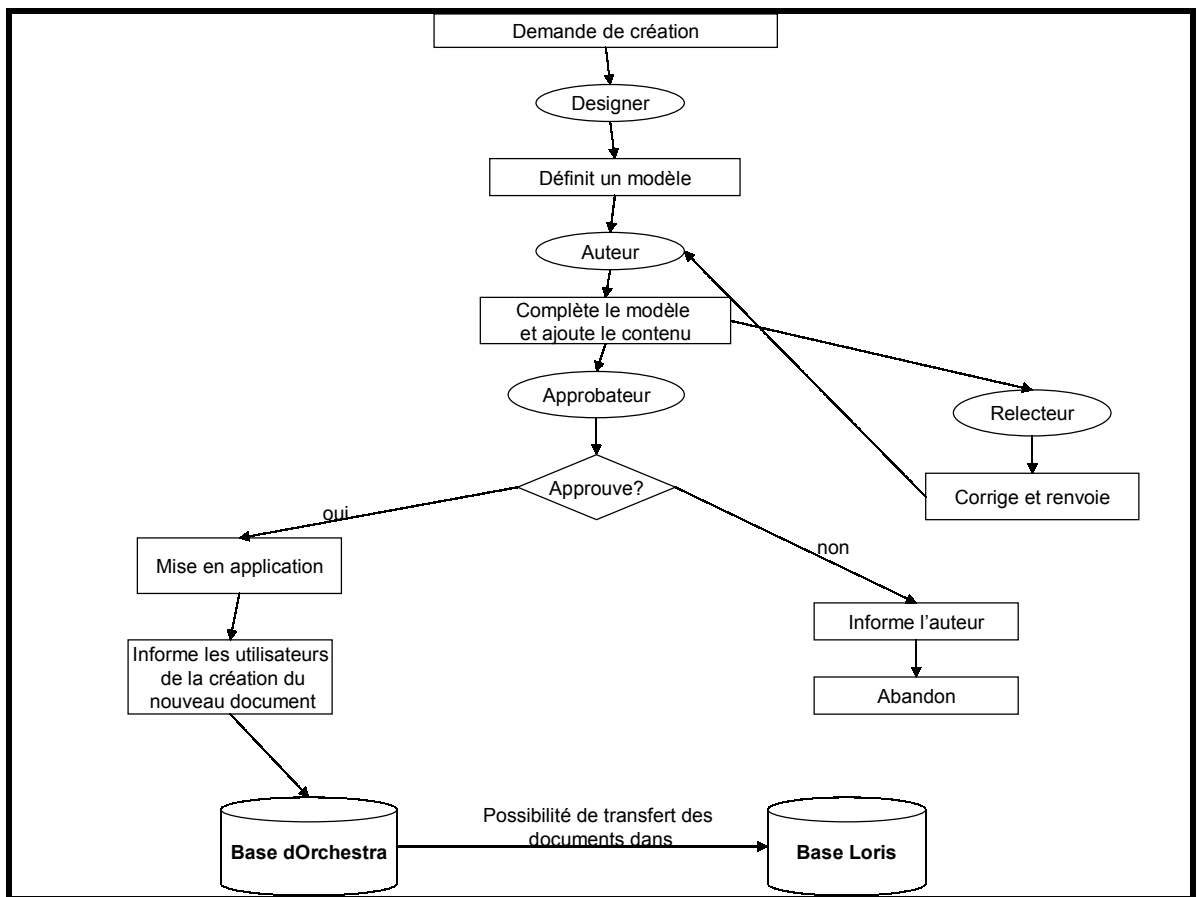 Demande de création
Designer
Définit un modèle
Auteur
Complète le modèle
et ajoute le contenu
Approbateur
Relecteur
Approuve?
Corrige et renvoie
oui
non
Mise en application
Informe l’auteur
Informe les utilisateurs
de la création du
nouveau document
Abandon
Possibilité de transfert des
documents dans
Base dOrchestra
Base Loris